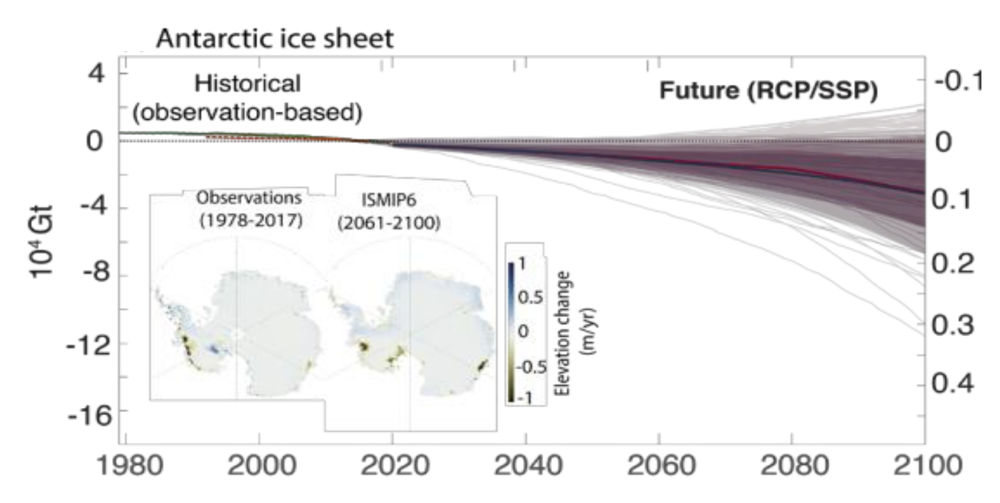 Antarctic ice sheet
Historical
(observation-based)
Future (RCP/SSP)
10⁴ Gt
4
0
-4
-8
-12
-16
-0.1
0
0.1
0.2
0.3
0.4
Observations
(1978-2017)
ISMIP6
(2061-2100)
1
0.5
0
-0.5
-1
Elevation change
(m/yr)
1980 2000 2020 2040 2060 2080 2100